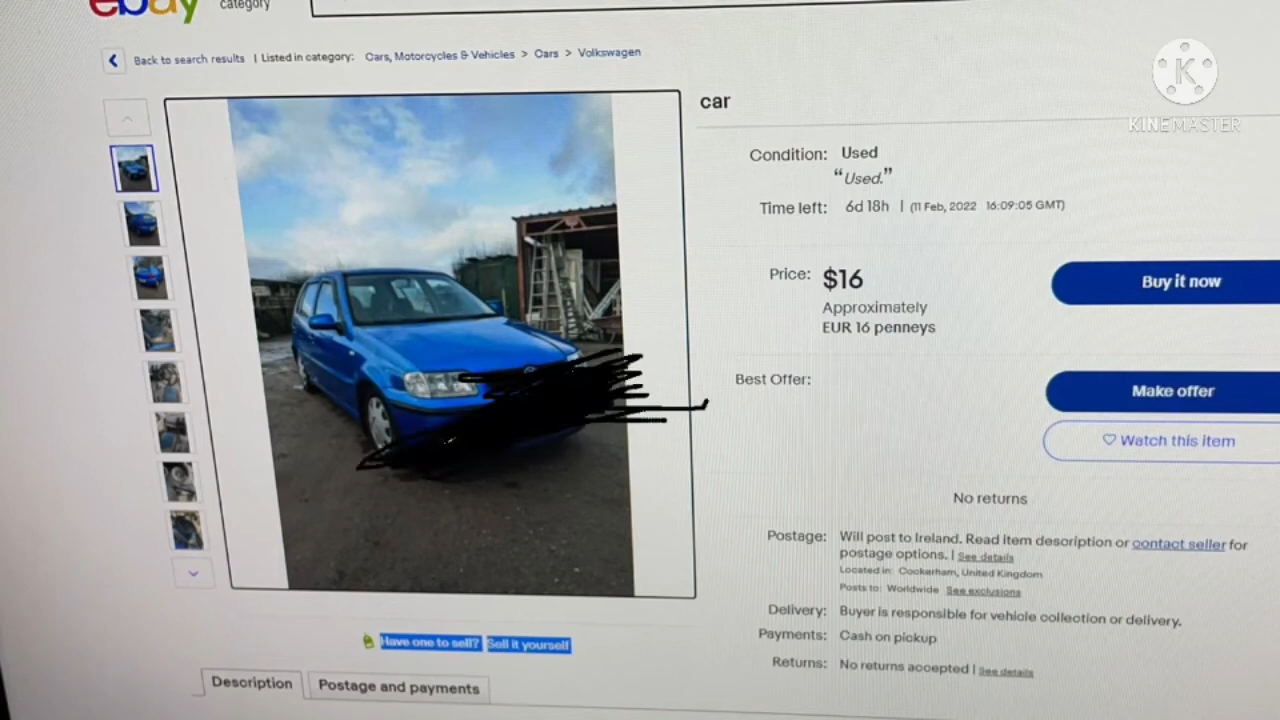 ebay
category
Back to search results | Listed in category: Cars, Motorcycles & Vehicles > Cars > Volkswagen
KINEMASTER
car
Condition: Used
“Used.”
Time left: 6d 18h | (11 Feb, 2022 16:09:05 GMT)
Price: $16
Buy it now
Approximately
EUR 16 penneys
Best Offer:
Make offer
Watch this item
No returns
Postage: Will post to Ireland. Read item description or contact seller for
postage options. | See details
Located in: Cockerham, United Kingdom
Posts to: Worldwide See exclusions
Delivery: Buyer is responsible for vehicle collection or delivery.
Payments: Cash on pickup
Returns: No returns accepted | See details
Have one to sell? Sell it yourself
Description
Postage and payments